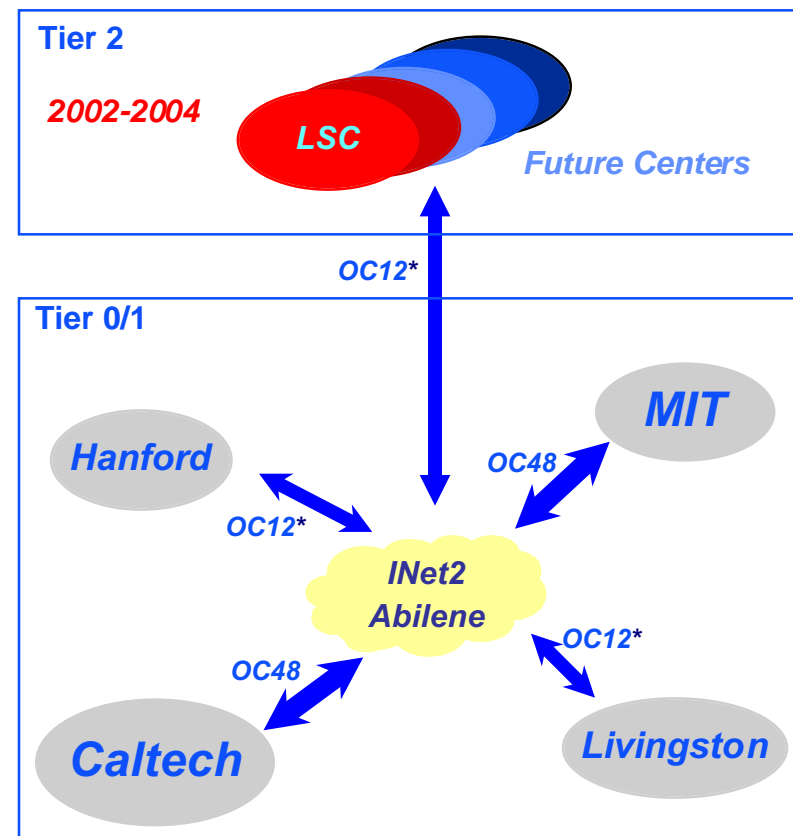 Tier 2
2002-2004
LSC
Future Centers
OC12*
Tier 0/1
MIT
Hanford
OC48
OC12*
INet2
Abilene
OC12*
OC48
Caltech
Livingston